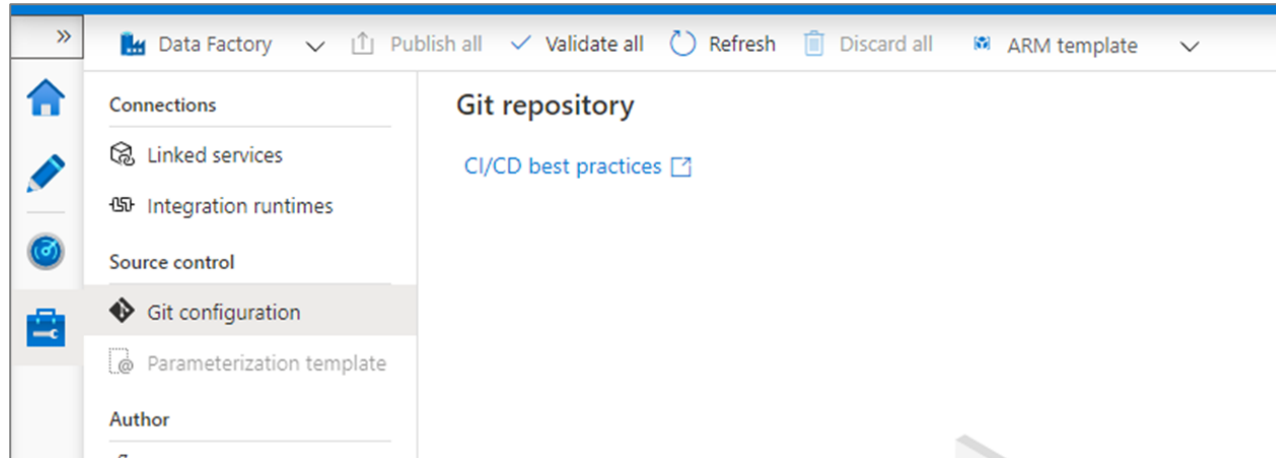 »
Data Factory Publish all Validate all Refresh Discard all ARM template
Connections
Linked services
Integration runtimes
Source control
Git configuration
Parameterization template
Author
Git repository
CI/CD best practices